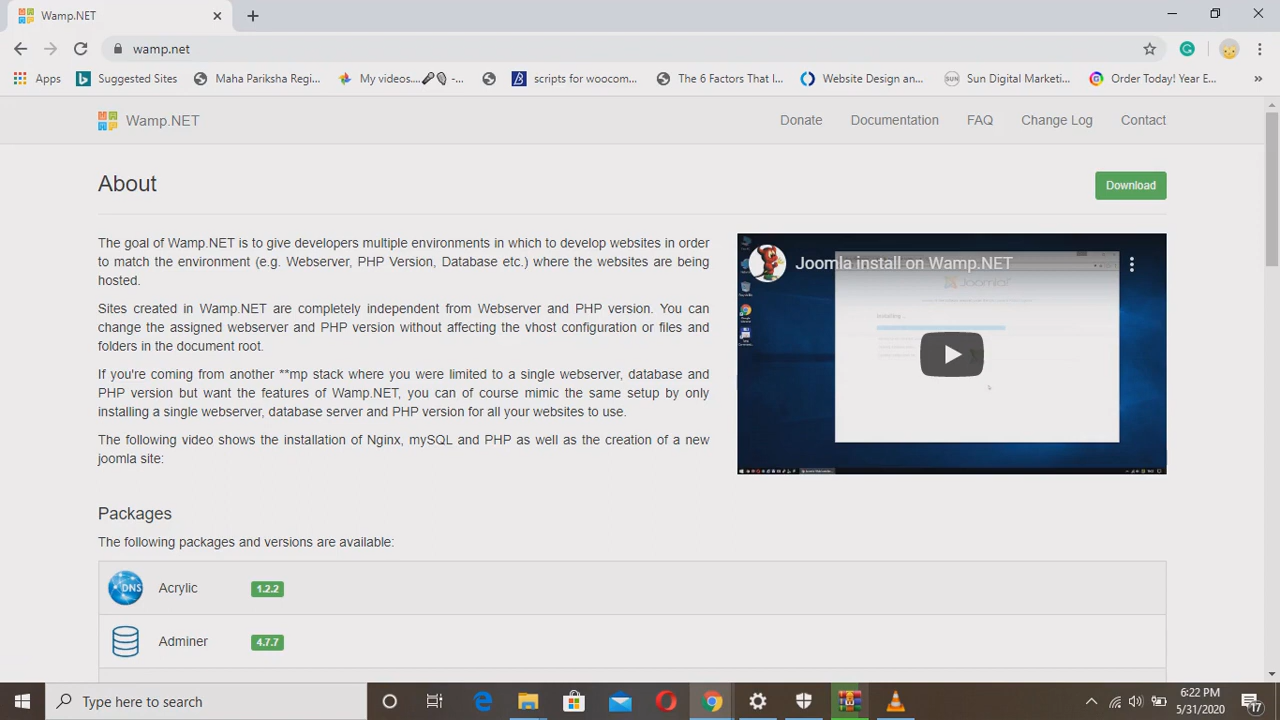 Wamp.NET
wamp.net
Apps
Suggested Sites
Maha Pariksha Regi...
My videos....
scripts for woocom...
The 6 Factors That I...
Website Design an...
Sun Digital Marketi...
Order Today! Year E...
Wamp.NET
Donate
Documentation
FAQ
Change Log
Contact
About
Download
The goal of Wamp.NET is to give developers multiple environments in which to develop websites in order
to match the environment (e.g. Webserver, PHP Version, Database etc.) where the websites are being
hosted.
Sites created in Wamp.NET are completely independent from Webserver and PHP version. You can
change the assigned webserver and PHP version without affecting the vhost configuration or files and
folders in the document root.
If you're coming from another **mp stack where you were limited to a single webserver, database and
PHP version but want the features of Wamp.NET, you can of course mimic the same setup by only
installing a single webserver, database server and PHP version for all your websites to use.
The following video shows the installation of Nginx, mySQL and PHP as well as the creation of a new
joomla site:
Joomla install on Wamp.NET
Joomla!
Packages
The following packages and versions are available:
DNS
Acrylic
1.2.2
Adminer
4.7.7
Type here to search
6:22 PM
5/31/2020
17